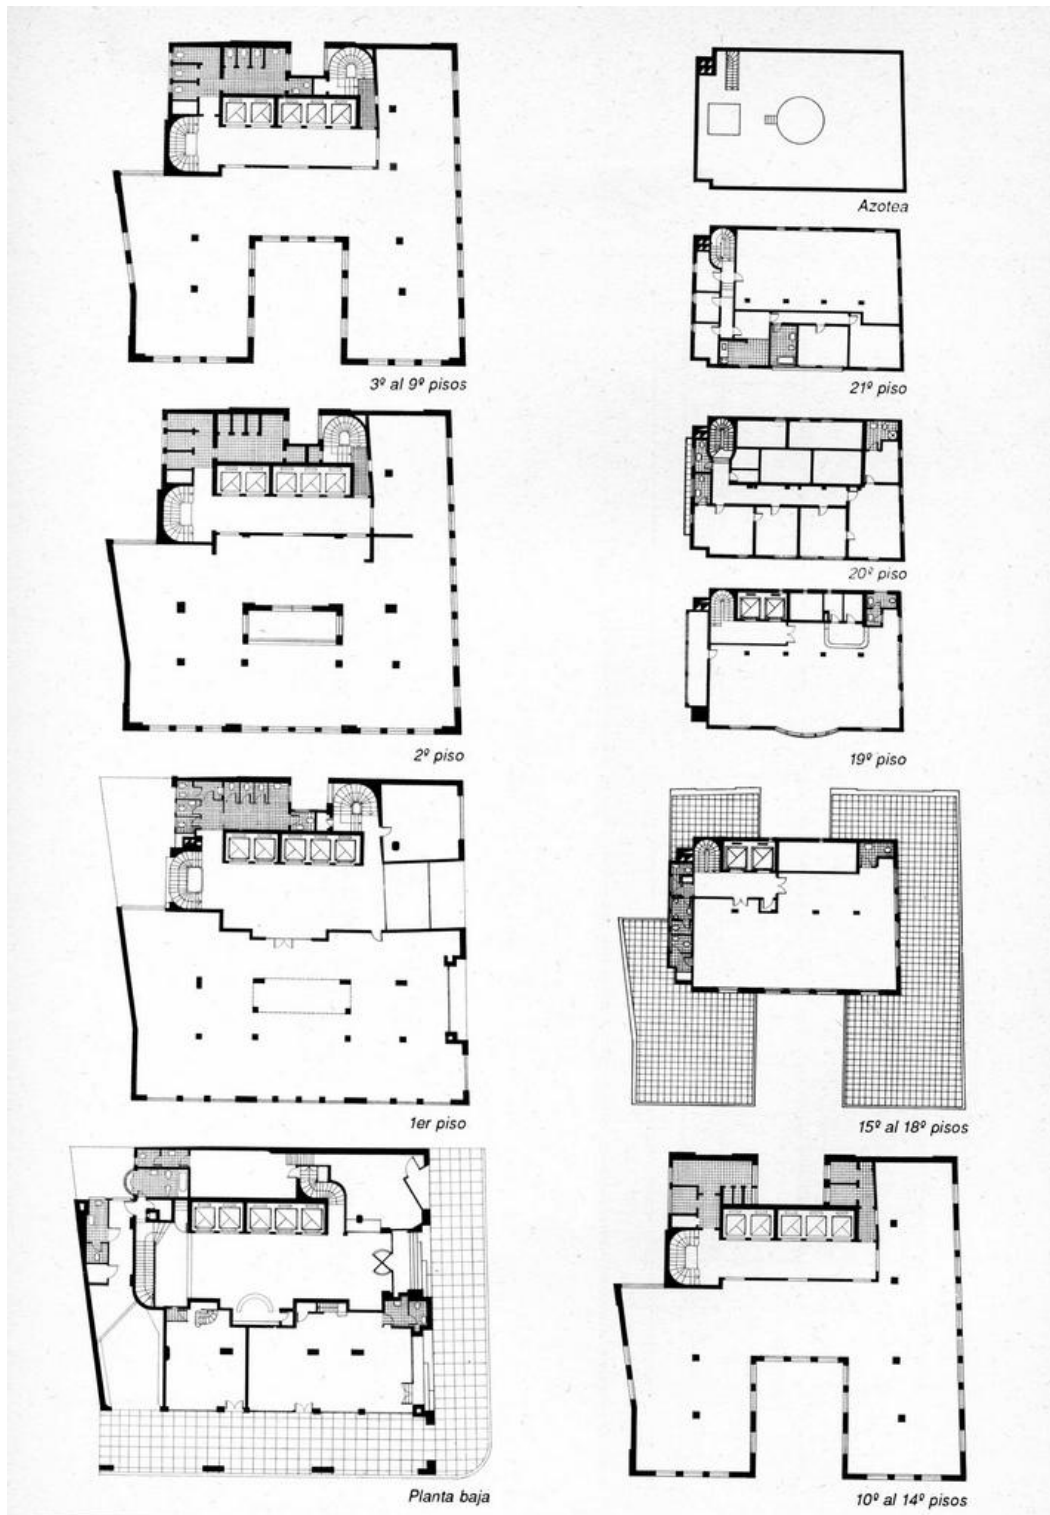 3º al 9º pisos
2º piso
1er piso
Planta baja
Azotea
21º piso
20º piso
19º piso
15º al 18º pisos
10º al 14º pisos